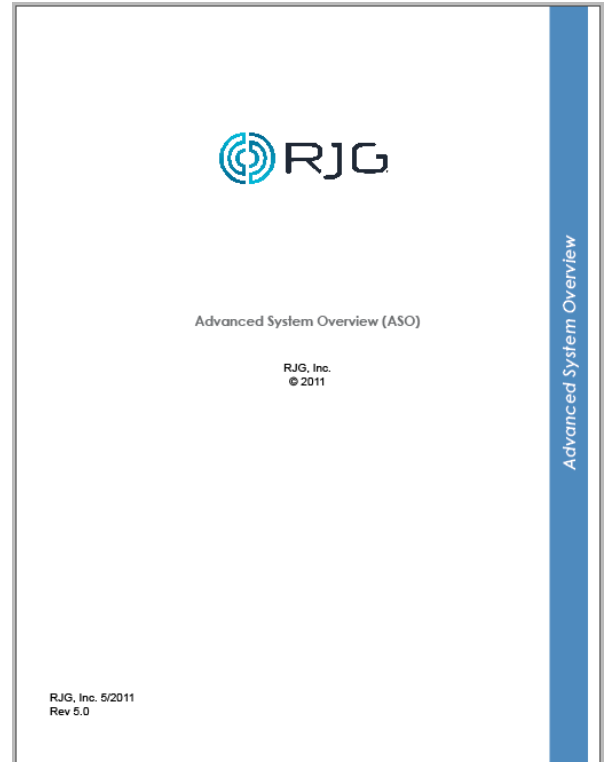 RJG
Advanced System Overview (ASO)
RJG, Inc.
© 2011
Advanced System Overview
RJG, Inc. 5/2011
Rev 5.0